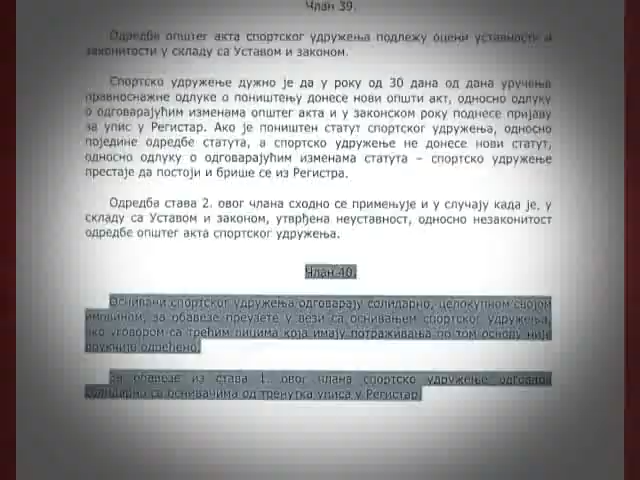 Члан 39.
Одредбе општег акта спортског удружења подлежу оцени уставности и
законитости у складу са Уставом и законом.
Спортско удружење дужно је да у року од 30 дана од дана уручења
правноснажне одлуке о поништењу донесе нови општи акт, односно одлуку
о одговарајућим изменама општег акта и у законском року поднесе пријаву
за упис у Регистар. Ако је поништен статут спортског удружења, односно
поједине одредбе статута, а спортско удружење не донесе нови статут,
односно одлуку о одговарајућим изменама статута – спортско удружење
престаје да постоји и брише се из Регистра.
Одредба става 2. овог члана сходно се примењује и у случају када је, у
складу са Уставом и законом, утврђена неуставност, односно незаконитост
одредбе општег акта спортског удружења.
Члан 40.
Оснивачи спортског удружења одговарају солидарно, целокупном својом
имовином, за обавезе преузете у вези са оснивањем спортског удружења,
ако уговором са трећим лицима која имају потраживања по том основу није
друкчије одређено.
За обавезе из става 1. овог члана спортско удружење одговара
солидарно са оснивачима од тренутка уписа у Регистар.